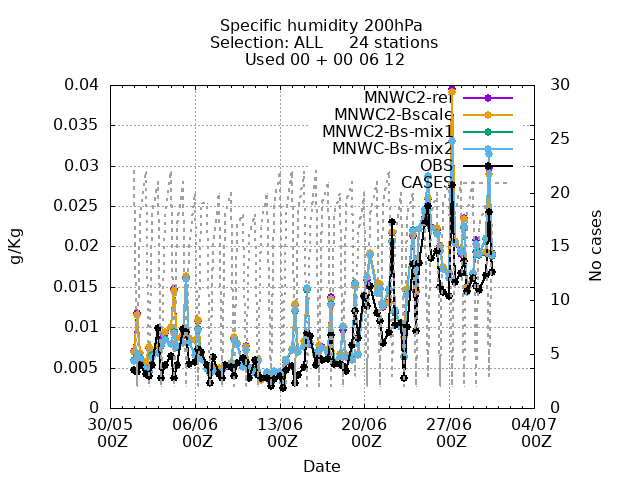 Specific humidity 200hPa
Selection: ALL 24 stations
Used 00 + 00 06 12
0.04
0.035
0.03
0.025
0.02
0.015
0.01
0.005
0
g/Kg
MNWC2-ref
MNWC2-Bscale
MNWC2-Bs-mix1
MNWC-Bs-mix2
OBS
CASES
30
25
20
15
10
5
0
No cases
30/05 06/06 13/06 20/06 27/06 04/07
00Z 00Z 00Z 00Z 00Z 00Z
Date